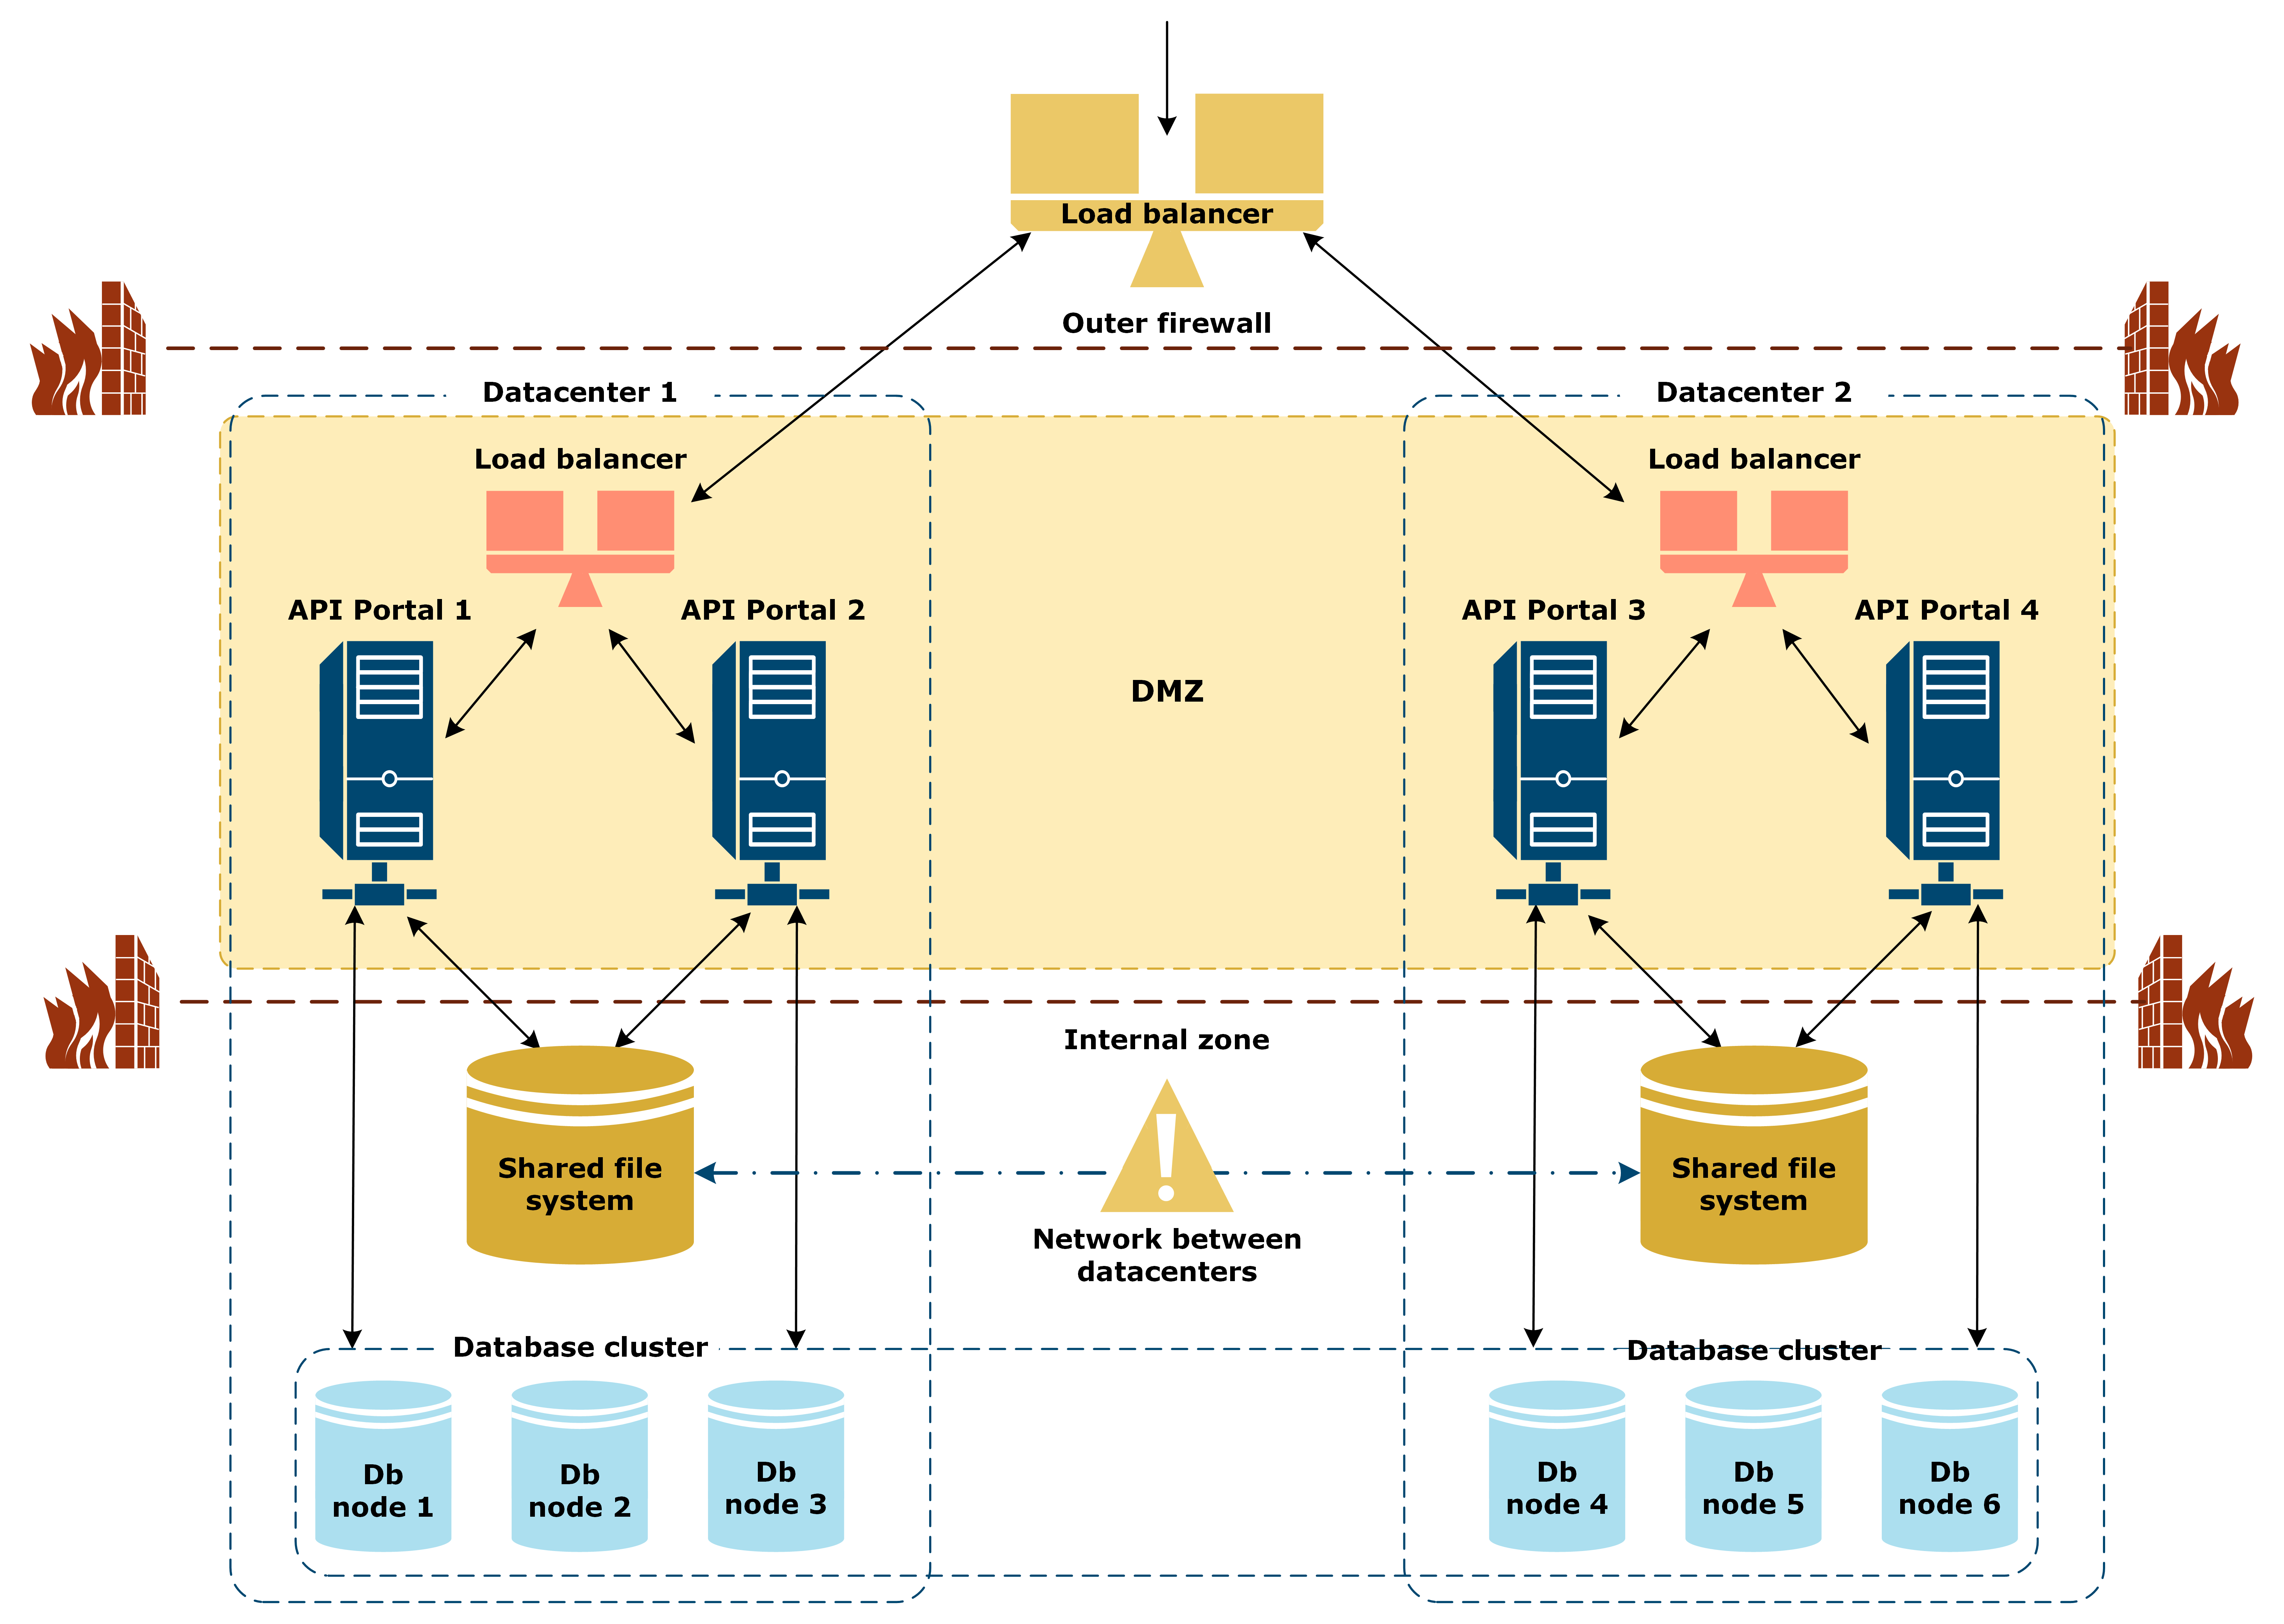 Load balancer
Outer firewall
Datacenter 1
Datacenter 2
Load balancer
Load balancer
API Portal 1
API Portal 2
API Portal 3
API Portal 4
DMZ
Internal zone
Shared file
system
Shared file
system
Network between
datacenters
Database cluster
Database cluster
Db
node 1
Db
node 2
Db
node 3
Db
node 4
Db
node 5
Db
node 6